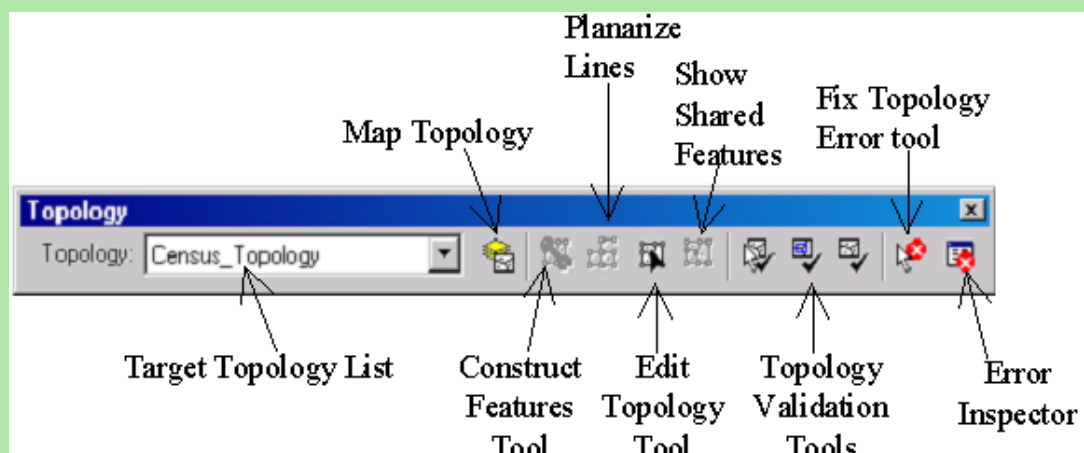 Planarize
Lines
Show
Shared
Features
Fix Topology
Error tool
Map Topology
Topology
Topology: Census_Topology
Target Topology List
Construct
Features
Tool
Edit
Topology
Tool
Topology
Validation
Tools
Error
Inspector